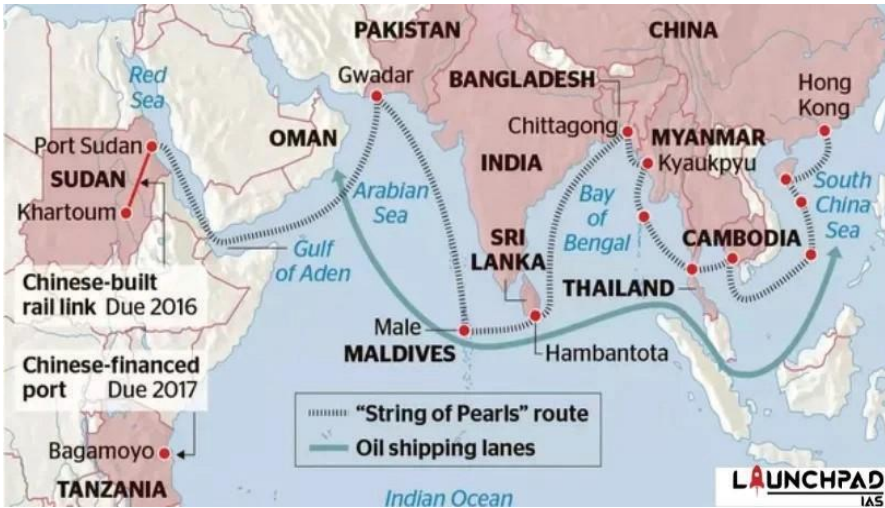 PAKISTAN
CHINA
Red
Sea
Gwadar
BANGLADESH
Hong
Kong
Port Sudan
OMAN
Chittagong
MYANMAR
SUDAN
INDIA
Kyaukpyu
Khartoum
Arabian
Sea
Bay
of
Bengal
South
China
Sea
Gulf
of Aden
SRI
LANKA
CAMBODIA
Chinese-built
rail link Due 2016
THAILAND
Male
MALDIVES
Hambantota
Chinese-financed
port Due 2017
"String of Pearls" route
Oil shipping lanes
Bagamoyo
TANZANIA
Indian Ocean
LAUNCHPAD
IAS